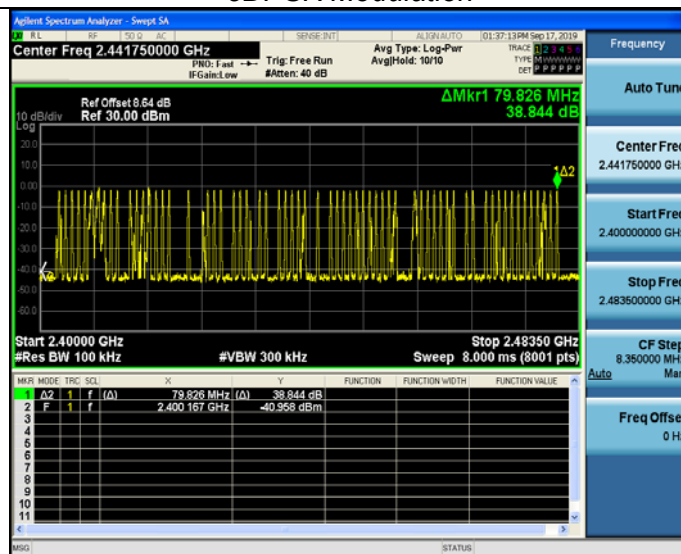 Agilent Spectrum Analyzer - Swept SA
RL RF 50 Ω AC SENSE:INT ALIGN AUTO 01:37:13 PM Sep 17, 2019
Center Freq 2.441750000 GHz
PNO: Fast
IFGain:Low
Trig: Free Run
#Atten: 40 dB
Avg Type: Log-Pwr
Avg|Hold: 10/10
TRACE 1 2 3 4 5 6
TYPE M
DET P P P P P P
Frequency
Auto Tune
ΔMkr1 79.826 MHz
38.844 dB
Ref Offset 8.64 dB
Ref 30.00 dBm
10 dB/div
Log
20.0
10.0
0.00
-10.0
-20.0
-30.0
-40.0
-50.0
-60.0
1Δ2
Center Freq
2.441750000 GHz
Start Freq
2.400000000 GHz
Stop Freq
2.483500000 GHz
Start 2.40000 GHz Stop 2.48350 GHz
#Res BW 100 kHz #VBW 300 kHz Sweep 8.000 ms (8001 pts)
CF Step
8.350000 MHz
Auto Man
Freq Offset
0 Hz
MKR MODE TRC SCL X Y FUNCTION FUNCTION WIDTH FUNCTION VALUE
1 Δ2 1 f (Δ) 79.826 MHz (Δ) 38.844 dB
2 F 1 f 2.400 167 GHz -40.958 dBm
3
4
5
6
7
8
9
10
11
MSG STATUS